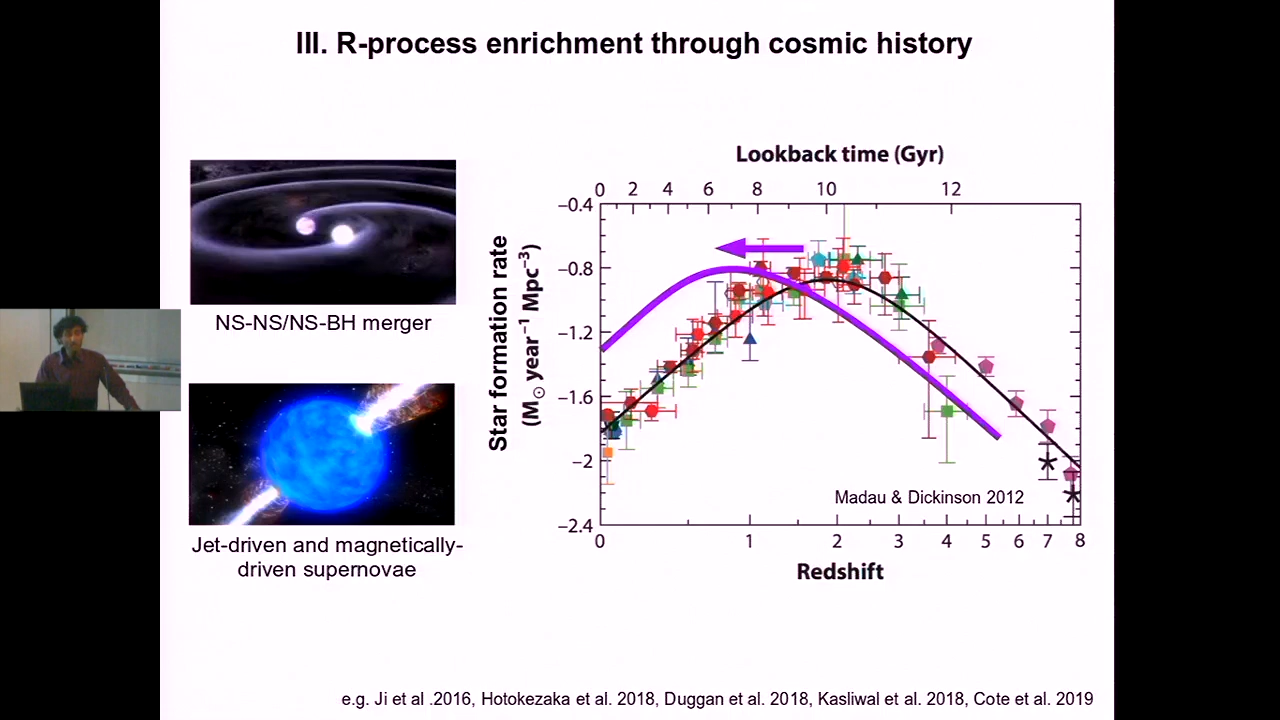 III. R-process enrichment through cosmic history
NS-NS/NS-BH merger
Jet-driven and magnetically-
driven supernovae
Lookback time (Gyr)
0 2 4 6 8 10 12
Star formation rate
(M☉ year⁻¹ Mpc⁻³)
−0.4
−0.8
−1.2
−1.6
−2
−2.4
Madau & Dickinson 2012
0 1 2 3 4 5 6 7 8
Redshift
e.g. Ji et al .2016, Hotokezaka et al. 2018, Duggan et al. 2018, Kasliwal et al. 2018, Cote et al. 2019